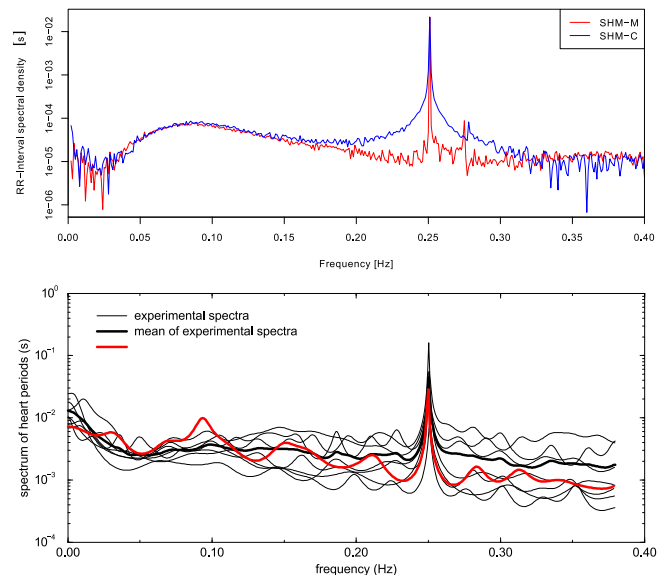 RR-Interval spectral density [s]
1e-02
1e-03
1e-04
1e-05
1e-06
SHM-M
SHM-C
0.00 0.05 0.10 0.15 0.20 0.25 0.30 0.35 0.40
Frequency [Hz]
spectrum of heart periods (s)
10^0
10^-1
10^-2
10^-3
10^-4
experimental spectra
mean of experimental spectra
0.00 0.10 0.20 0.30 0.40
frequency (Hz)